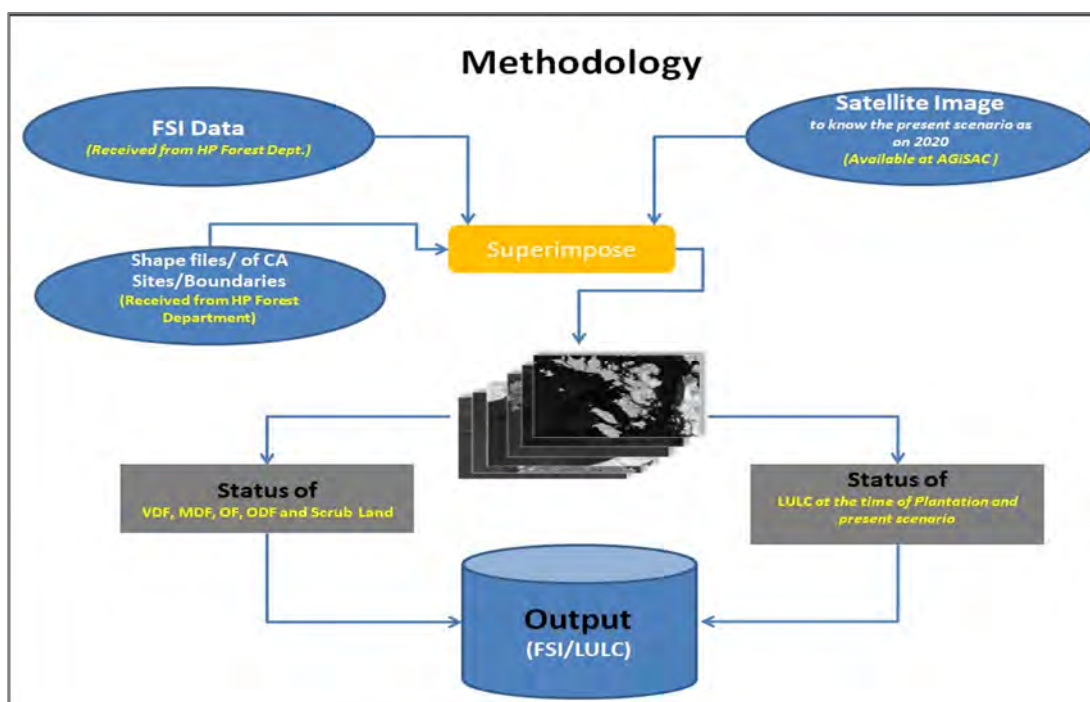 Methodology
FSI Data
(Received from HP Forest Dept.)
Satellite Image
to know the present scenario as
on 2020
(Available at AGiSAC )
Superimpose
Shape files/ of CA
Sites/Boundaries
(Received from HP Forest
Department)
Status of
VDF, MDF, OF, ODF and Scrub Land
Status of
LULC at the time of Plantation and
present scenario
Output
(FSI/LULC)